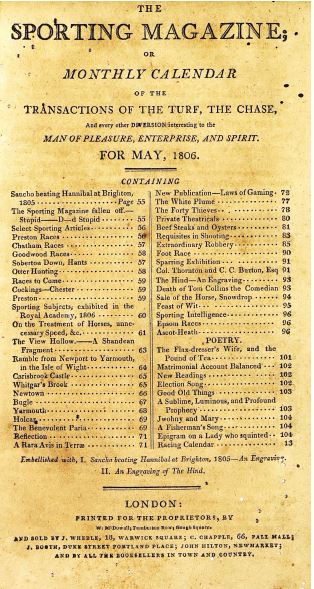 THE
SPORTING MAGAZINE;
OR
MONTHLY CALENDAR
OF THE
TRANSACTIONS OF THE TURF, THE CHASE,
And every other DIVERSION interesting to the
MAN OF PLEASURE, ENTERPRISE, AND SPIRIT.
FOR MAY, 1806.
CONTAINING
Sancho beating Hannibal at Brighton,
1805 Page 55
The Sporting Magazine fallen off.—
Stupid—D—d Stupid 55
Select Sporting Articles 56
Preston Races 56
Chatham Races 57
Goodwood Races 58
Soberton Down, Hants 57
Oter Hunting 58
Races to Come 59
Cockings—Chester 59
Preston 59
Sporting Subjects, exhibited in the
Royal Academy, 1806 60
On the Treatment of Horses, unne-
cessary Speed, &c. 61
The View Hollow.—A Shandean
Fragment 63
Ramble from Newport to Yarmouth,
in the Isle of Wight 64
Carisbrook Castle 65
Whitgar's Brook 65
Newtown 66
Bugle 67
Yarmouth 68
Holcar 69
The Benevolent Paria 69
Reflection 71
A Rara Avis in Terra 71
New Publication—Laws of Gaming 72
The White Plume 77
The Forty Thieves 78
Private Theatricals 80
Beef Steaks and Oysters 81
Requisites in Shooting 85
Extraordinary Robbery 85
Foot Race 90
Sparring Exhibition 91
Col. Thornton and C. C. Burton, Esq 91
The Hind—An Engraving 93
Death of Tom Collins the Comedian 93
Sale of the Horse, Snowdrop 94
Feast of Wit 95
Sporting Intelligence 96
Epsom Races 96
Ascot-Heath 96
POETRY.
The Flax-dresser's Wife, and the
Pound of Tea 101
Matrimonial Account Balanced 102
New Readings 102
Election Song 102
Good Old Things 103
A Sublime, Luminous, and Profound
Prophecy 103
Jwohny and Mary 104
A Fisherman's Song 104
Epigram on a Lady who squinted 104
Racing Calendar 13
Embellished with, I. Sancho beating Hannibal at Brighton, 1805—An Engraving.
II. An Engraving of The Hind.
LONDON:
PRINTED FOR THE PROPRIETORS, BY
W. McDowall, Pemberton Row, Gough Square.
AND SOLD BY J. WHEBLE, 18, WARWICK SQUARE; C. CHAPPLE, 66, PALL MALL;
J. BOOTH, DUKE STREET PORTLAND PLACE; JOHN HILTON, NEWMARKET;
AND BY ALL THE BOOKSELLERS IN TOWN AND COUNTRY.